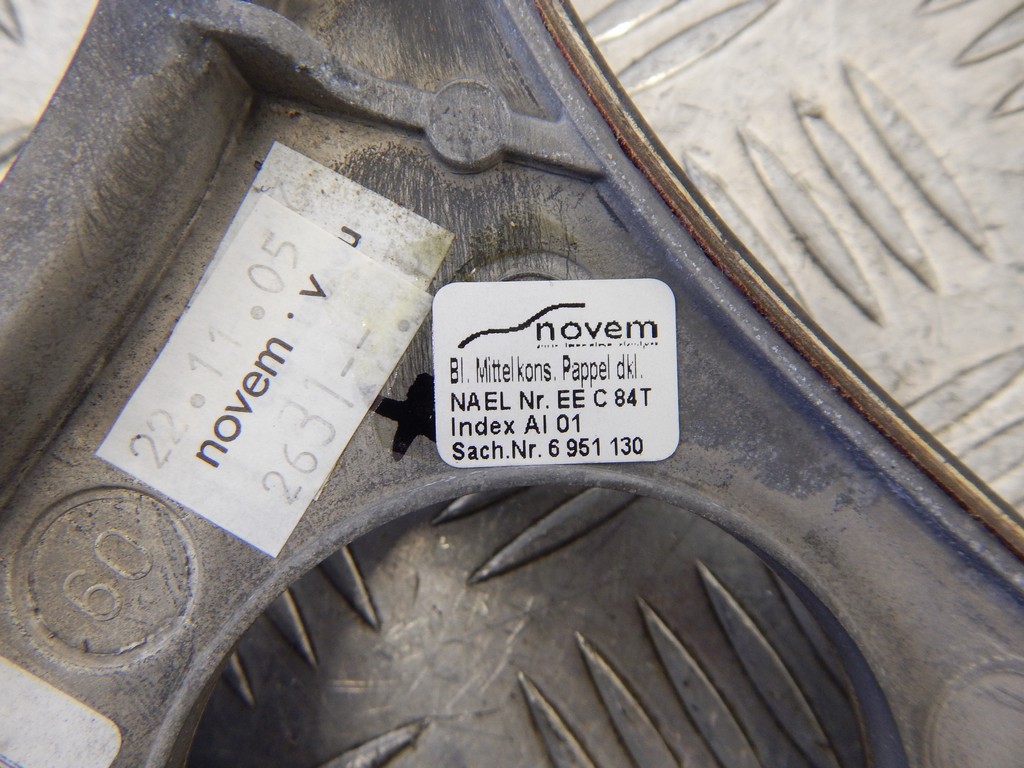 22.11.05
novem . v
u
2631-
novem
Bl. Mittelkons. Pappel dkl.
NAEL Nr. EE C 84T
Index AI 01
Sach.Nr. 6 951 130
60